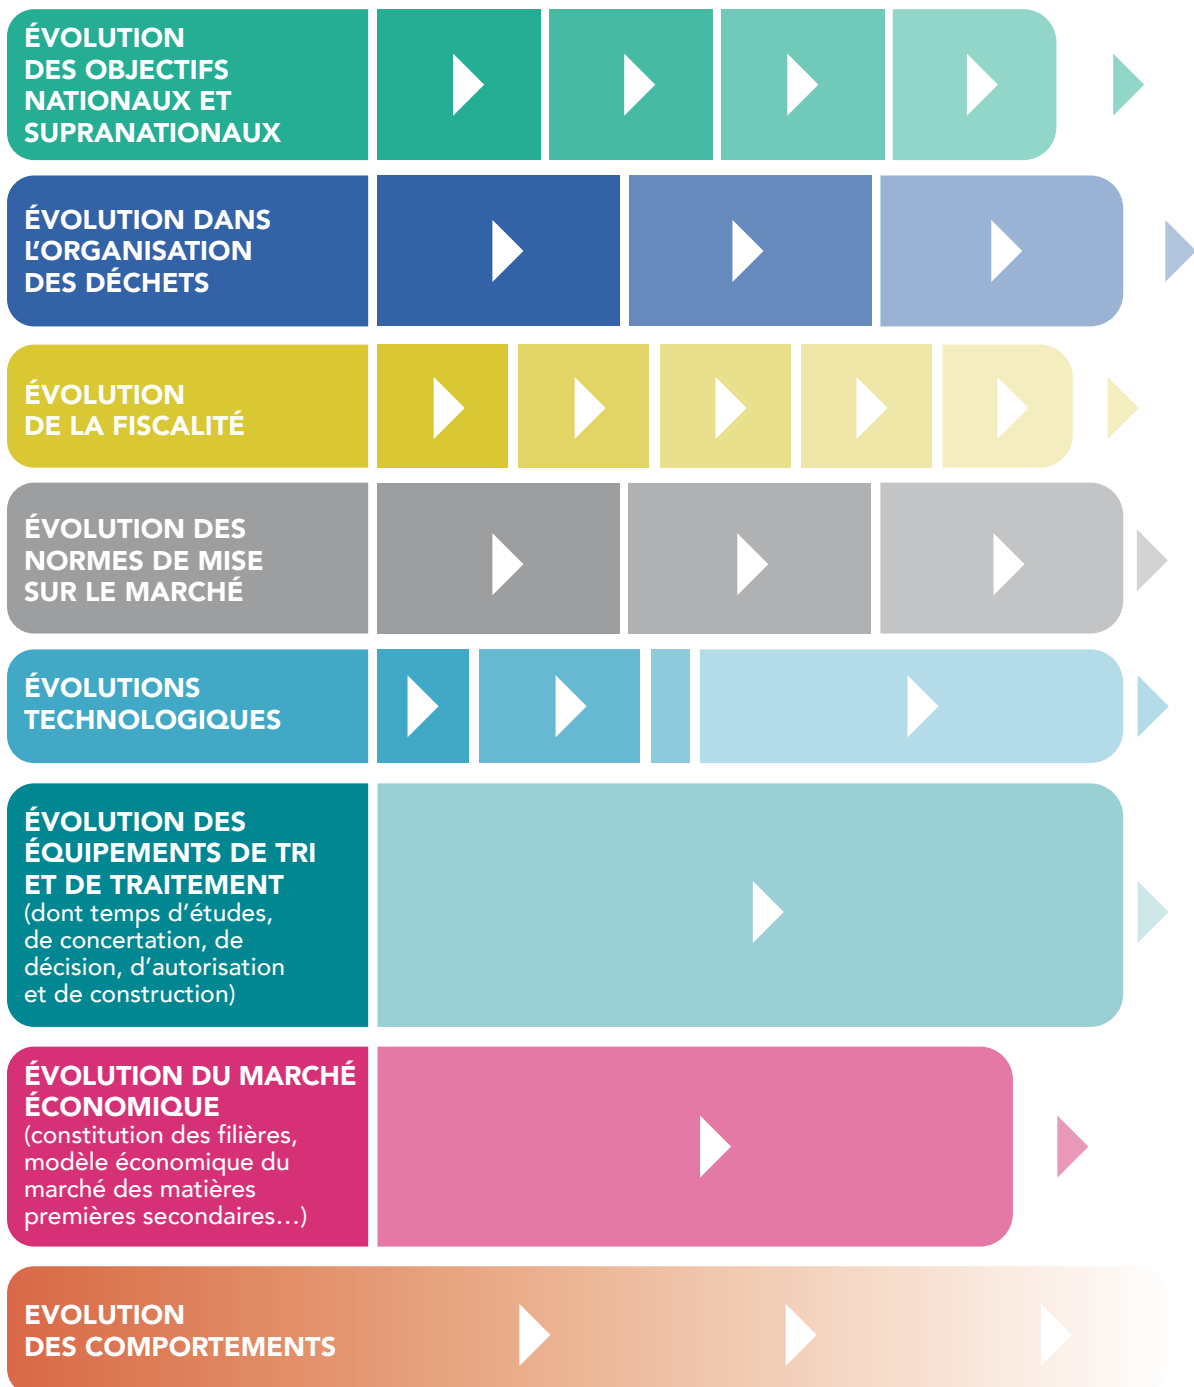 ÉVOLUTION
DES OBJECTIFS
NATIONAUX ET
SUPRANATIONAUX
ÉVOLUTION DANS
L’ORGANISATION
DES DÉCHETS
ÉVOLUTION
DE LA FISCALITÉ
ÉVOLUTION DES
NORMES DE MISE
SUR LE MARCHÉ
ÉVOLUTIONS
TECHNOLOGIQUES
ÉVOLUTION DES
ÉQUIPEMENTS DE TRI
ET DE TRAITEMENT
(dont temps d’études,
de concertation, de
décision, d’autorisation
et de construction)
ÉVOLUTION DU MARCHÉ
ÉCONOMIQUE
(constitution des filières,
modèle économique du
marché des matières
premières secondaires…)
EVOLUTION
DES COMPORTEMENTS